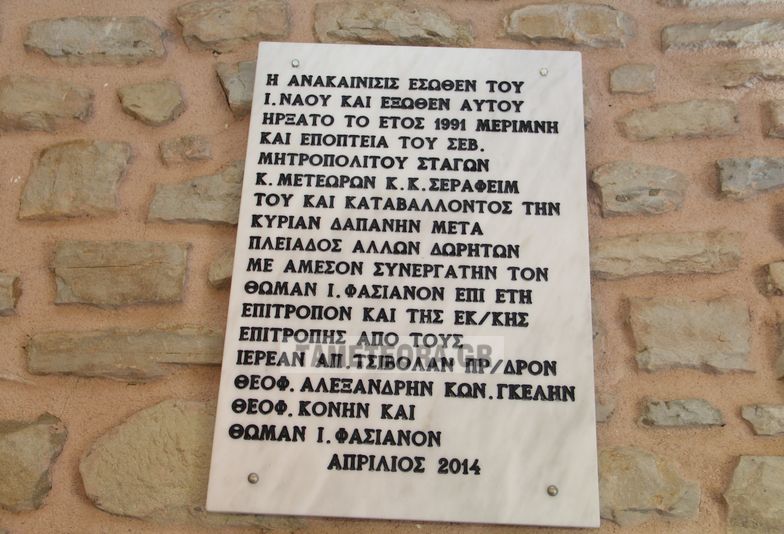 Η ΑΝΑΚΑΙΝΙΣΙΣ ΕΣΩΘΕΝ ΤΟΥ
Ι.ΝΑΟΥ ΚΑΙ ΕΞΩΘΕΝ ΑΥΤΟΥ
ΗΡΞΑΤΟ ΤΟ ΕΤΟΣ 1991 ΜΕΡΙΜΝΗ
ΚΑΙ ΕΠΟΠΤΕΙΑ ΤΟΥ ΣΕΒ.
ΜΗΤΡΟΠΟΛΙΤΟΥ ΣΤΑΓΩΝ
Κ. ΜΕΤΕΩΡΩΝ Κ.Κ. ΣΕΡΑΦΕΙΜ
ΤΟΥ ΚΑΙ ΚΑΤΑΒΑΛΛΟΝΤΟΣ ΤΗΝ
ΚΥΡΙΑΝ ΔΑΠΑΝΗΝ ΜΕΤΑ
ΠΛΕΙΑΔΟΣ ΑΛΛΩΝ ΔΩΡΗΤΩΝ
ΜΕ ΑΜΕΣΟΝ ΣΥΝΕΡΓΑΤΗΝ ΤΟΝ
ΘΩΜΑΝ Ι. ΦΑΣΙΑΝΟΝ ΕΠΙ ΕΤΗ
ΕΠΙΤΡΟΠΟΝ ΚΑΙ ΤΗΣ ΕΚ/ΚΗΣ
ΕΠΙΤΡΟΠΗΣ ΑΠΟ ΤΟΥΣ
TAMETEORA.GR
ΙΕΡΕΑΝ ΑΠ. ΤΣΙΒΟΛΑΝ ΠΡ/ΔΡΟΝ
ΘΕΟΦ. ΑΛΕΞΑΝΔΡΗΝ ΚΩΝ. ΓΚΕΛΗΝ
ΘΕΟΦ. ΚΟΝΗΝ ΚΑΙ
ΘΩΜΑΝ Ι. ΦΑΣΙΑΝΟΝ
ΑΠΡΙΛΙΟΣ 2014